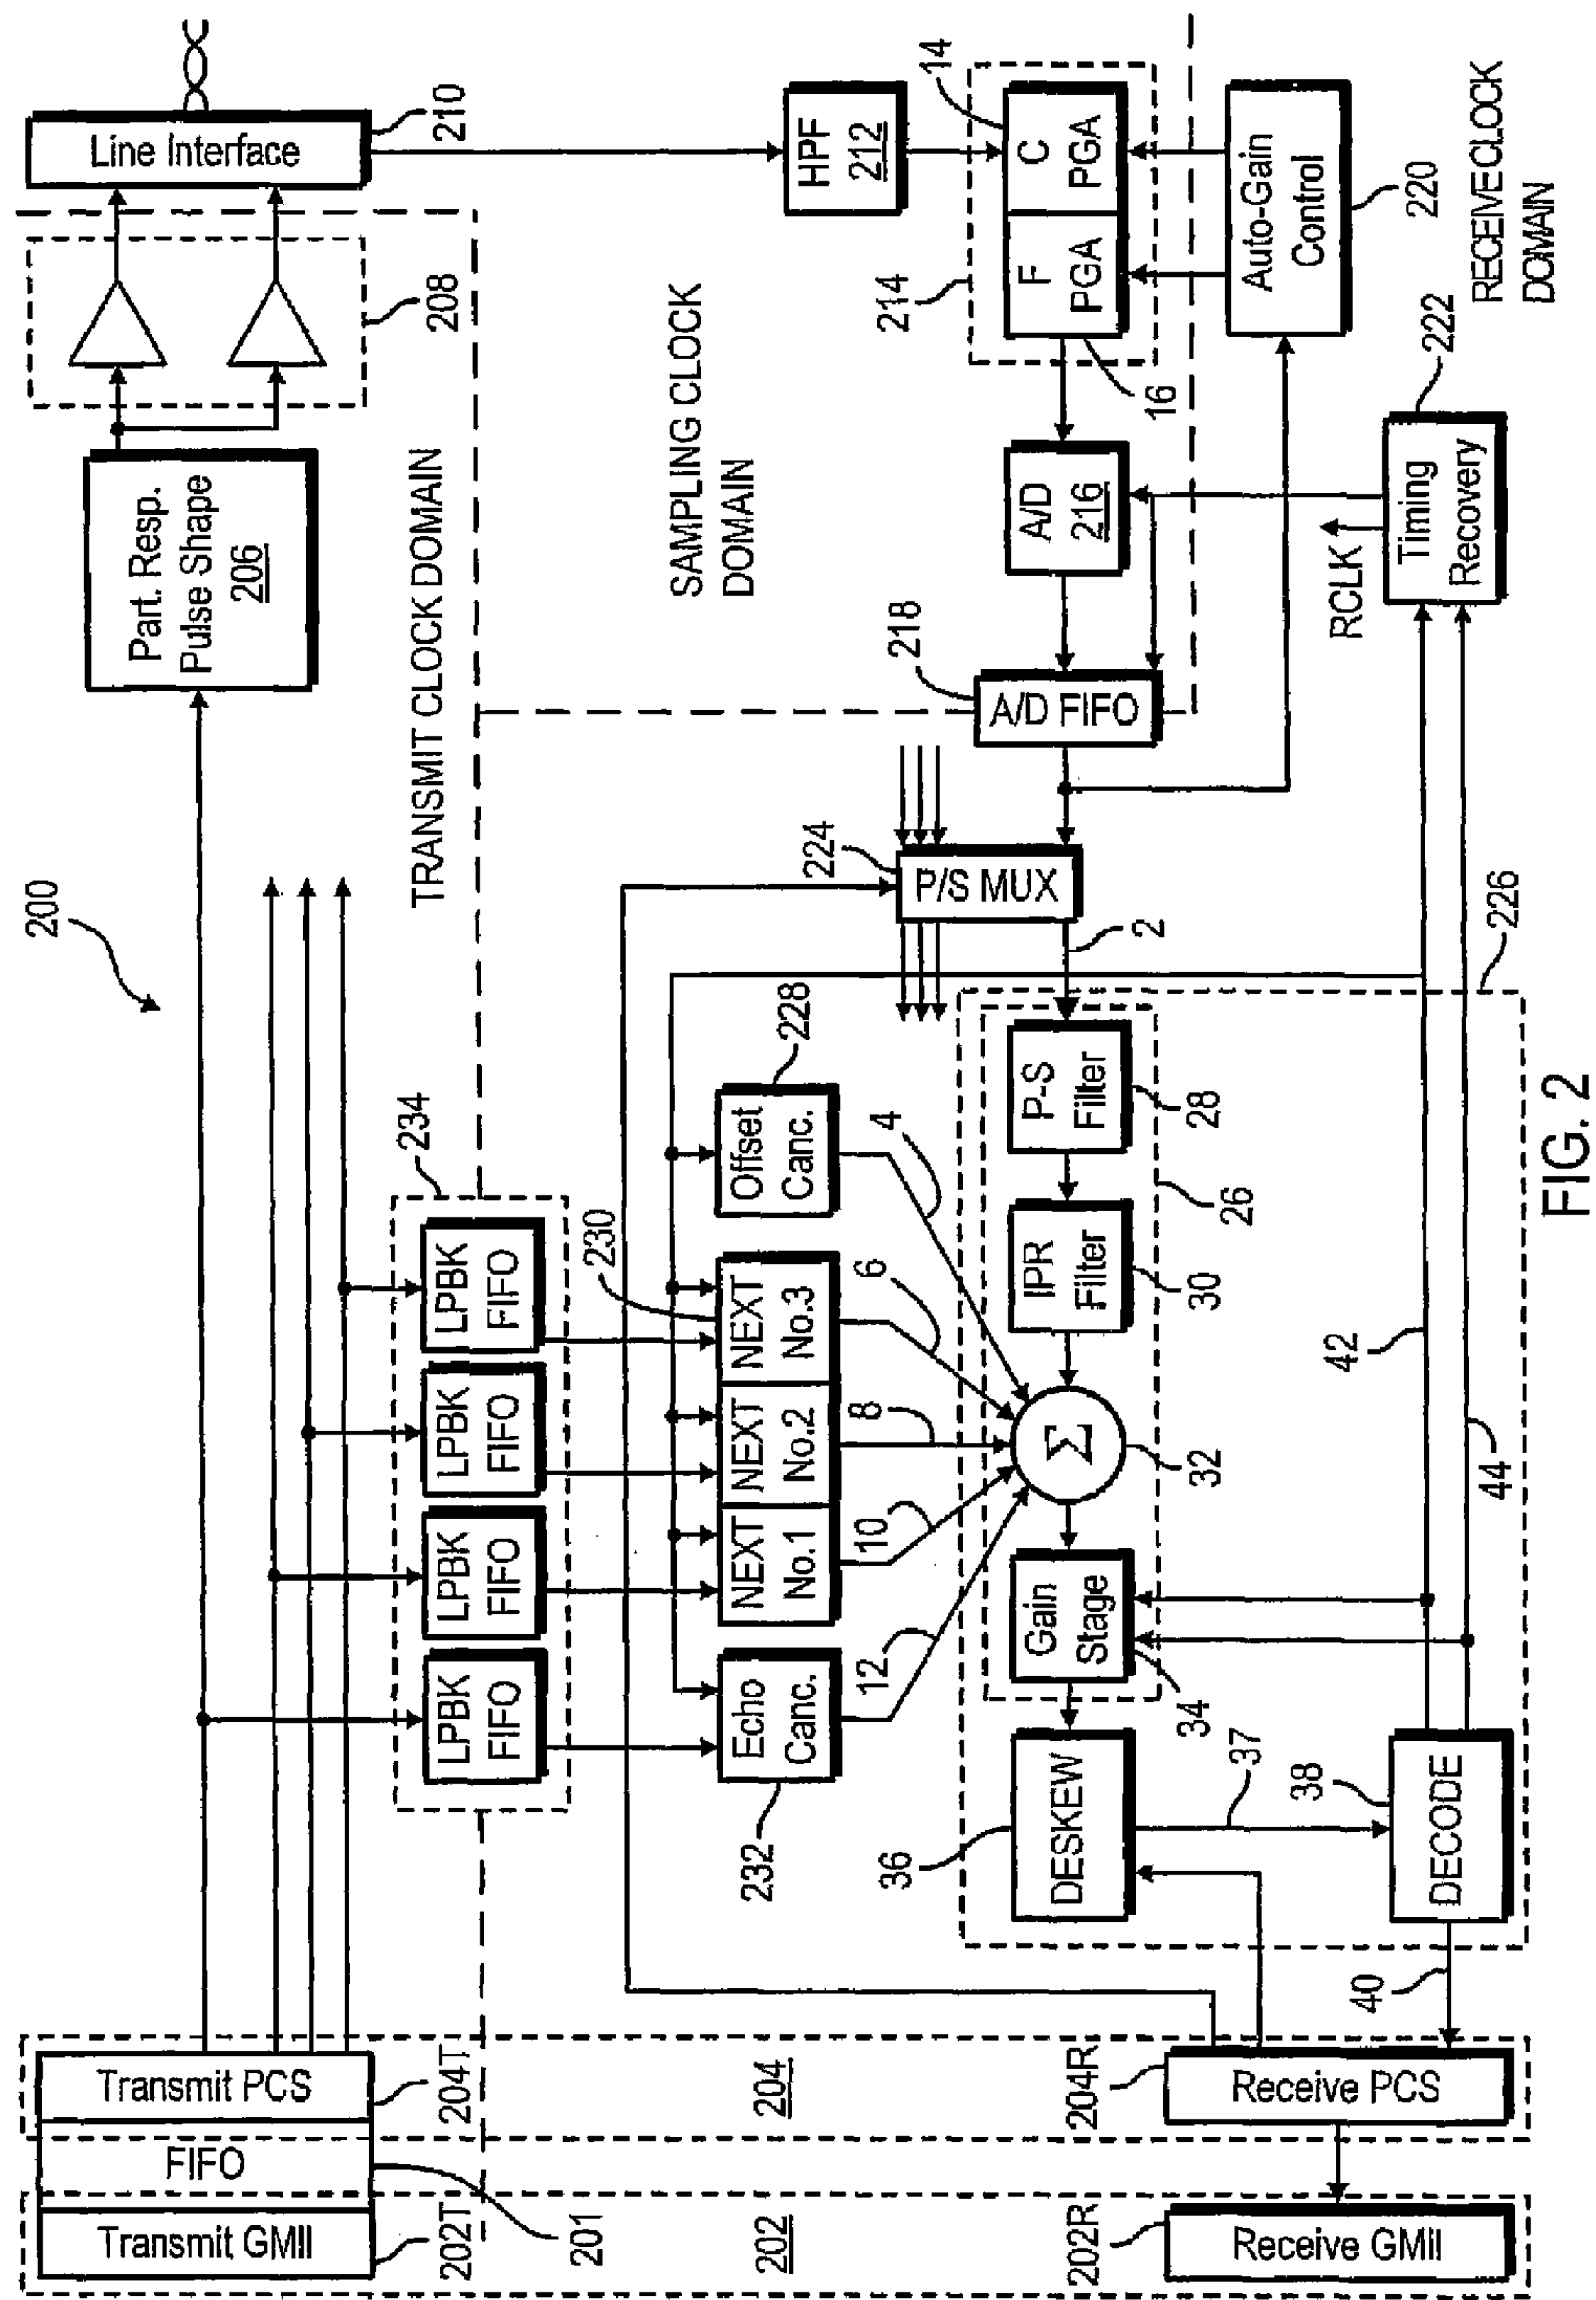 200
Transmit GMII
202T
FIFO
201
Transmit PCS
204T
Part. Resp.
Pulse Shape
206
208
Line Interface
210
TRANSMIT CLOCK DOMAIN
SAMPLING CLOCK
DOMAIN
RECEIVE CLOCK
DOMAIN
234
LPBK
FIFO
LPBK
FIFO
LPBK
FIFO
LPBK
FIFO
HPF
212
Echo
Canc.
232
NEXT
No.1
NEXT
No.2
NEXT
No.3
230
Offset
Canc.
228
12
10
8
6
4
224
P/S MUX
2
218
A/D FIFO
A/D
216
214
F
PGA
16
C
PGA
14
Auto-Gain
Control
220
202
204
36
DESKEW
37
Gain
Stage
34
Σ
32
IPR
Filter
30
P-S
Filter
28
26
RCLK
Timing
Recovery
222
42
44
226
38
DECODE
40
204R
Receive PCS
202R
Receive GMII
FIG. 2